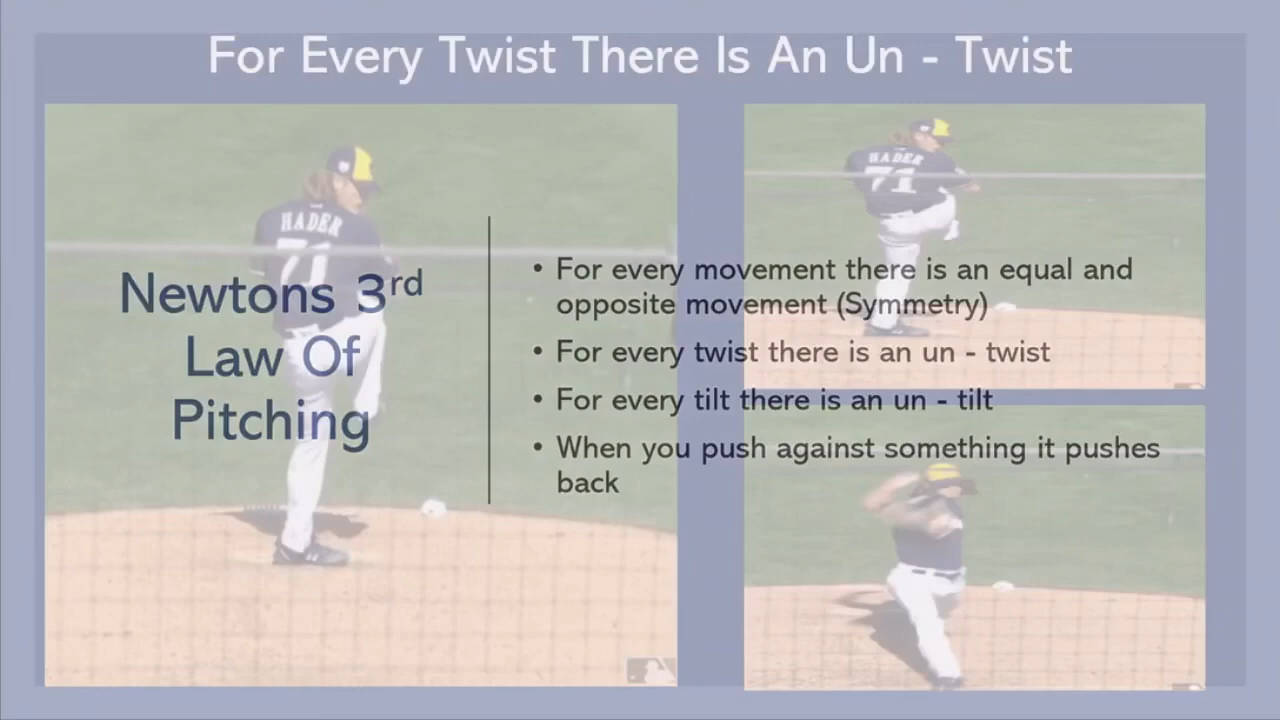 For Every Twist There Is An Un - Twist
HADER
71
HADER
71
Newtons 3rd
Law Of
Pitching
• For every movement there is an equal and
opposite movement (Symmetry)
• For every twist there is an un - twist
• For every tilt there is an un - tilt
• When you push against something it pushes
back